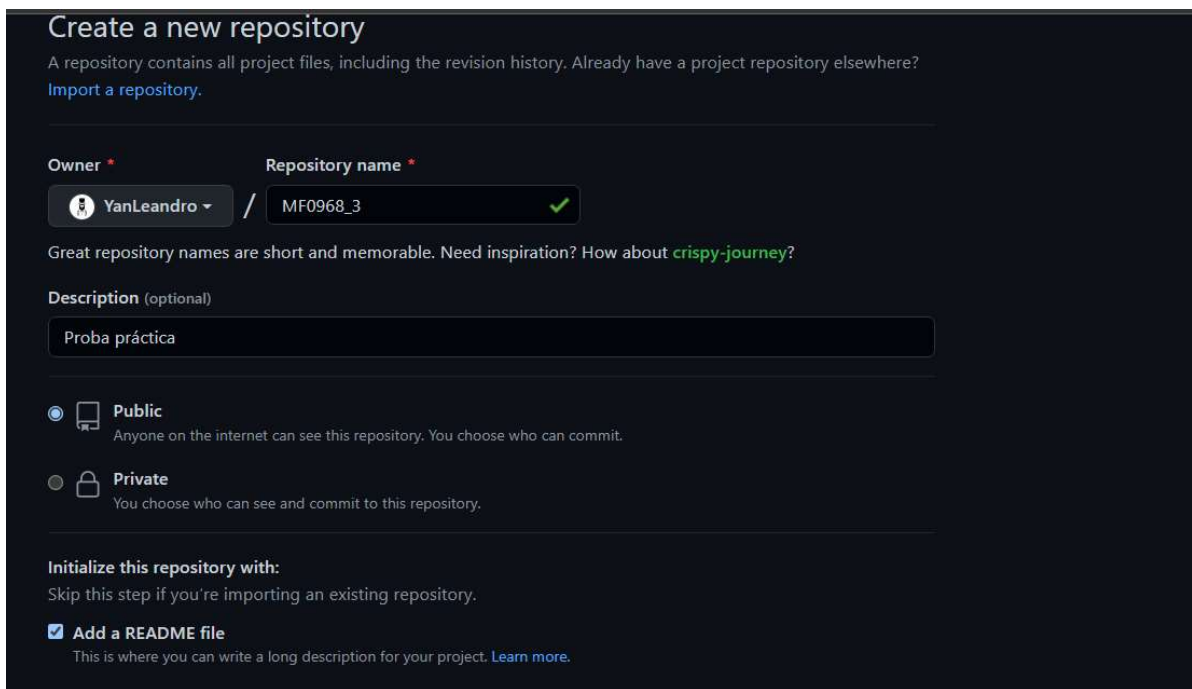 Create a new repository
A repository contains all project files, including the revision history. Already have a project repository elsewhere?
Import a repository.
Owner *
Repository name *
YanLeandro / MF0968_3
Great repository names are short and memorable. Need inspiration? How about crispy-journey?
Description (optional)
Proba práctica
Public
Anyone on the internet can see this repository. You choose who can commit.
Private
You choose who can see and commit to this repository.
Initialize this repository with:
Skip this step if you're importing an existing repository.
Add a README file
This is where you can write a long description for your project. Learn more.